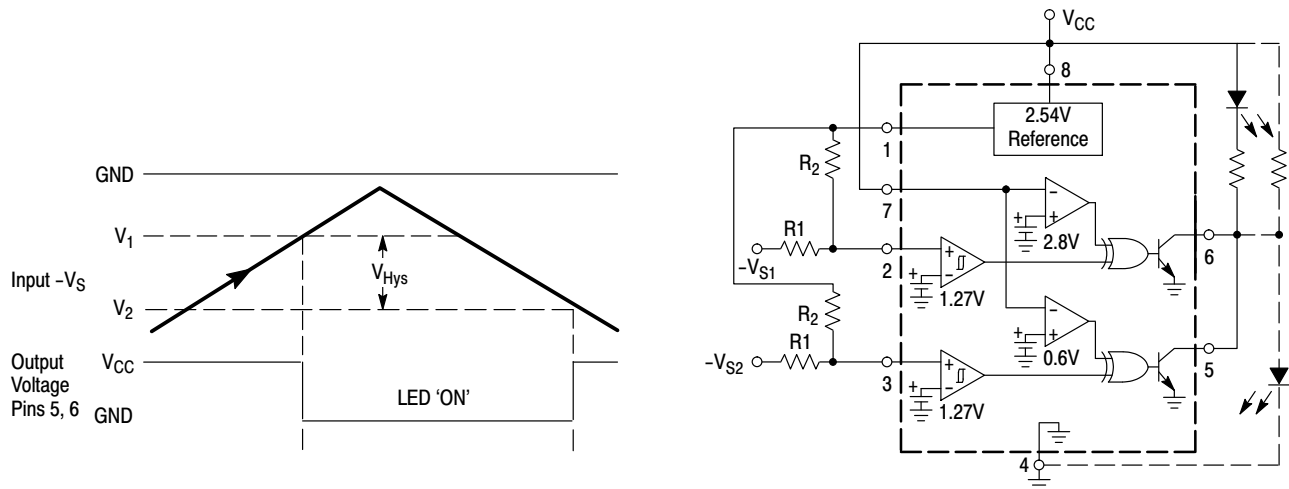 GND
V1
Input –VS
VHys
V2
Output
Voltage
Pins 5, 6
VCC
GND
LED 'ON'
VCC
8
2.54V
Reference
1
R2
7
R1
–VS1
2
+
–
1.27V
–
+
2.8V
6
R2
R1
–VS2
3
+
–
1.27V
–
+
0.6V
5
4